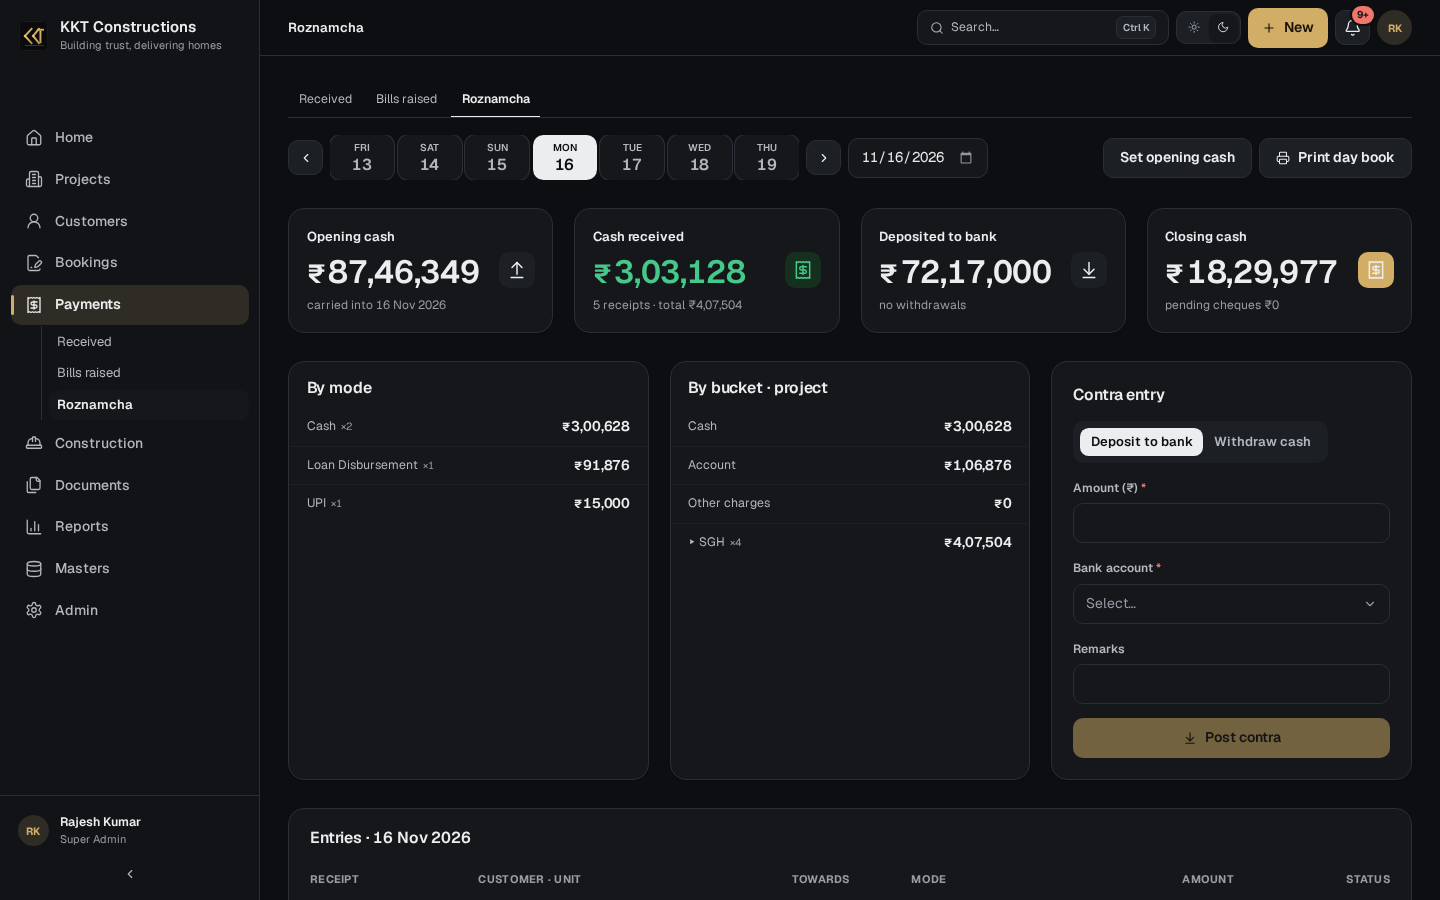 KKT Constructions
Building trust, delivering homes
Roznamcha
Search...
Ctrl K
New
9+
RK
Home
Projects
Customers
Bookings
Payments
Received
Bills raised
Roznamcha
Construction
Documents
Reports
Masters
Admin
RK
Rajesh Kumar
Super Admin
Received
Bills raised
Roznamcha
FRI
13
SAT
14
SUN
15
MON
16
TUE
17
WED
18
THU
19
11/16/2026
Set opening cash
Print day book
Opening cash
₹87,46,349
carried into 16 Nov 2026
Cash received
₹3,03,128
5 receipts · total ₹4,07,504
Deposited to bank
₹72,17,000
no withdrawals
Closing cash
₹18,29,977
pending cheques ₹0
By mode
Cash ×2 ₹3,00,628
Loan Disbursement ×1 ₹91,876
UPI ×1 ₹15,000
By bucket · project
Cash ₹3,00,628
Account ₹1,06,876
Other charges ₹0
SGH ×4 ₹4,07,504
Contra entry
Deposit to bank
Withdraw cash
Amount (₹) *
Bank account *
Select...
Remarks
Post contra
Entries · 16 Nov 2026
RECEIPT CUSTOMER · UNIT TOWARDS MODE AMOUNT STATUS